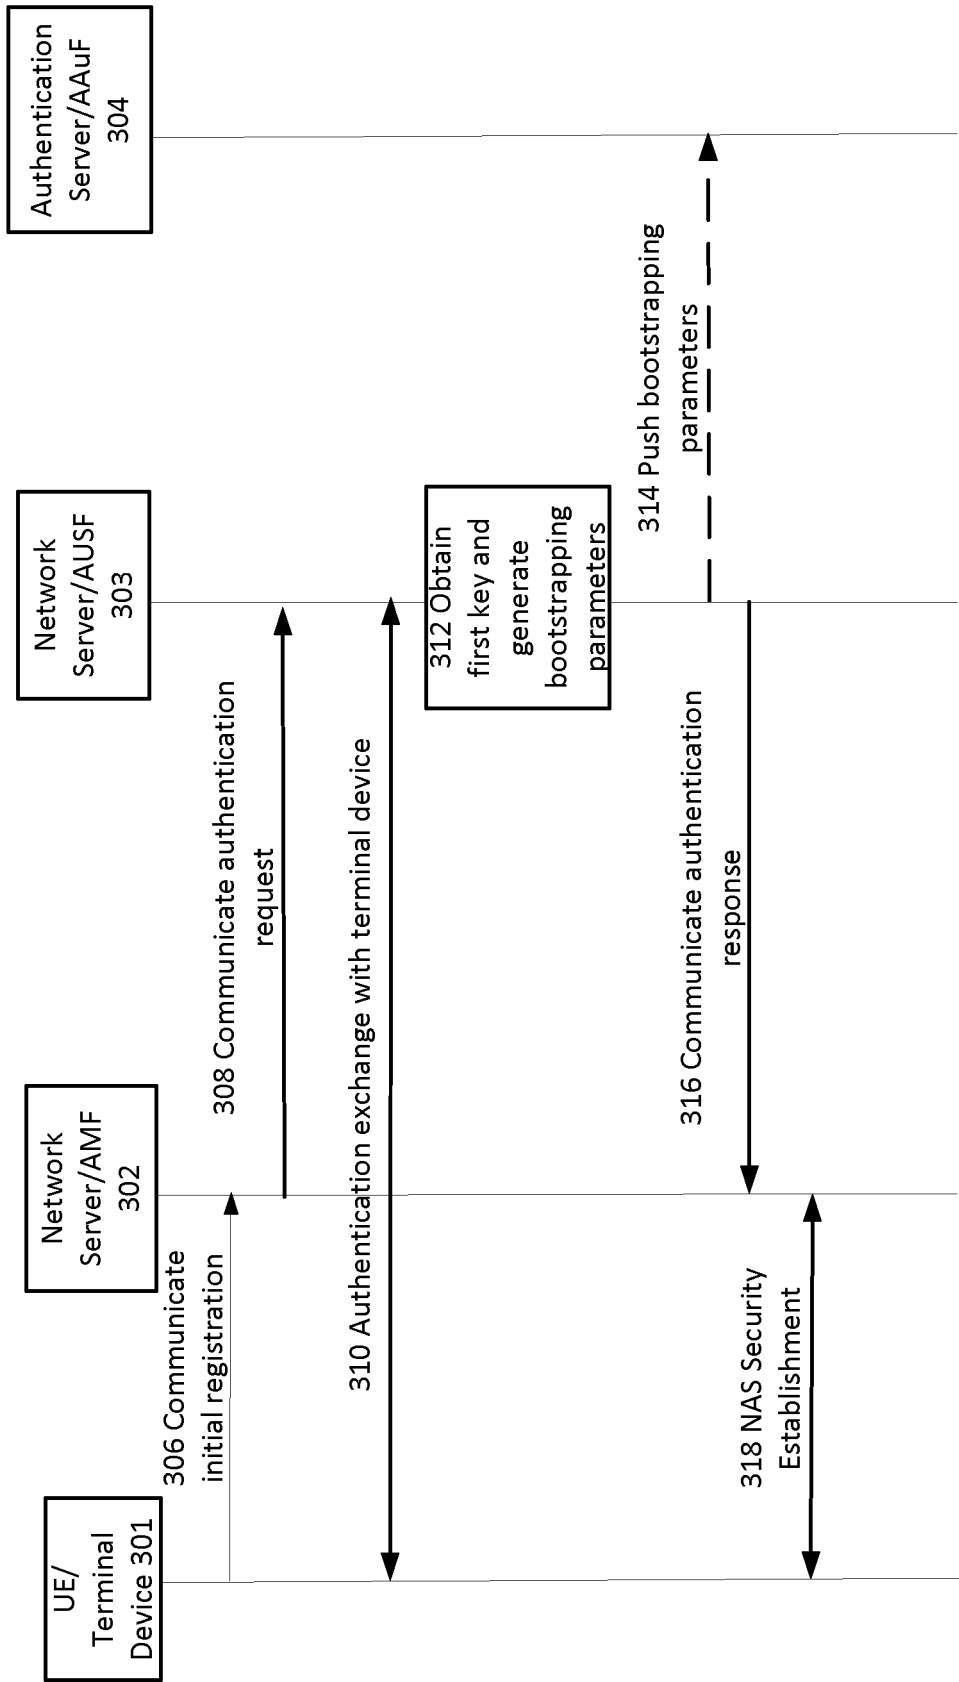 UE/
Terminal
Device 301
Network
Server/AMF
302
Network
Server/AUSF
303
Authentication
Server/AAuF
304
306 Communicate
initial registration
308 Communicate authentication
request
310 Authentication exchange with terminal device
312 Obtain
first key and
generate
bootstrapping
parameters
314 Push bootstrapping
parameters
316 Communicate authentication
response
318 NAS Security
Establishment